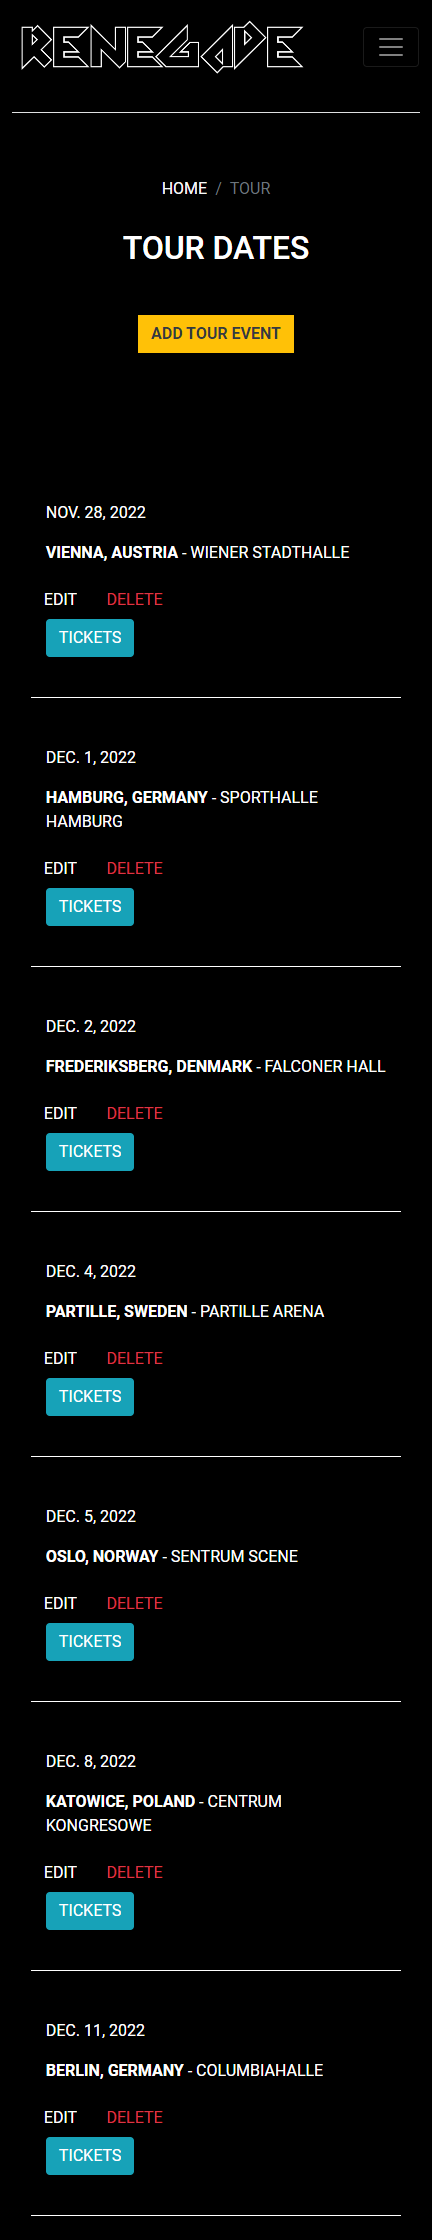 RENEGADE
HOME / TOUR
TOUR DATES
ADD TOUR EVENT
NOV. 28, 2022
VIENNA, AUSTRIA - WIENER STADTHALLE
EDIT DELETE
TICKETS
DEC. 1, 2022
HAMBURG, GERMANY - SPORTHALLE
HAMBURG
EDIT DELETE
TICKETS
DEC. 2, 2022
FREDERIKSBERG, DENMARK - FALCONER HALL
EDIT DELETE
TICKETS
DEC. 4, 2022
PARTILLE, SWEDEN - PARTILLE ARENA
EDIT DELETE
TICKETS
DEC. 5, 2022
OSLO, NORWAY - SENTRUM SCENE
EDIT DELETE
TICKETS
DEC. 8, 2022
KATOWICE, POLAND - CENTRUM
KONGRESOWE
EDIT DELETE
TICKETS
DEC. 11, 2022
BERLIN, GERMANY - COLUMBIAHALLE
EDIT DELETE
TICKETS